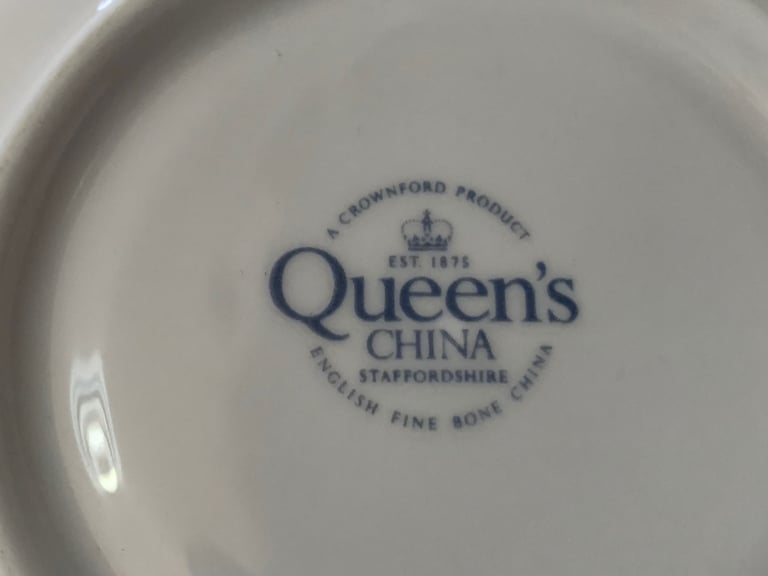 A CROWNFORD PRODUCT
EST. 1875
Queen's
CHINA
STAFFORDSHIRE
ENGLISH FINE BONE CHINA